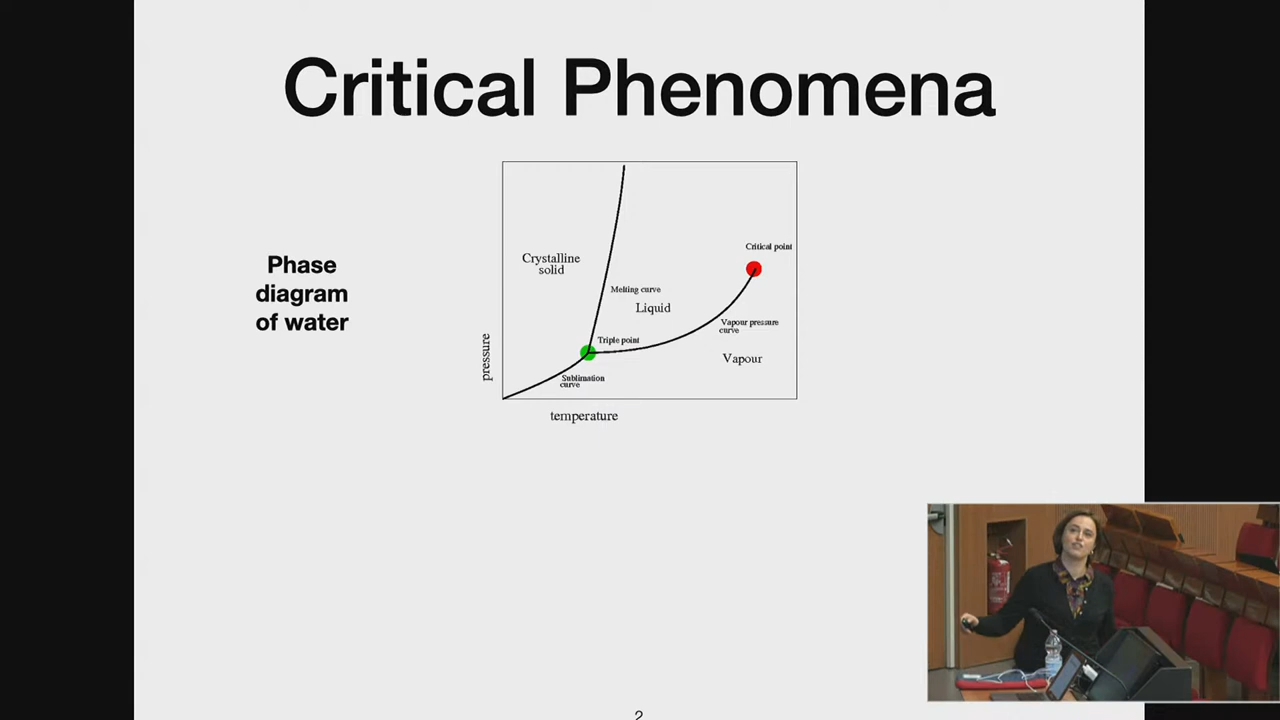 Critical Phenomena
Phase
diagram
of water
Critical point
Crystalline
solid
Melting curve
Liquid
Vapour pressure
curve
Triple point
Vapour
Sublimation
curve
pressure
temperature
2